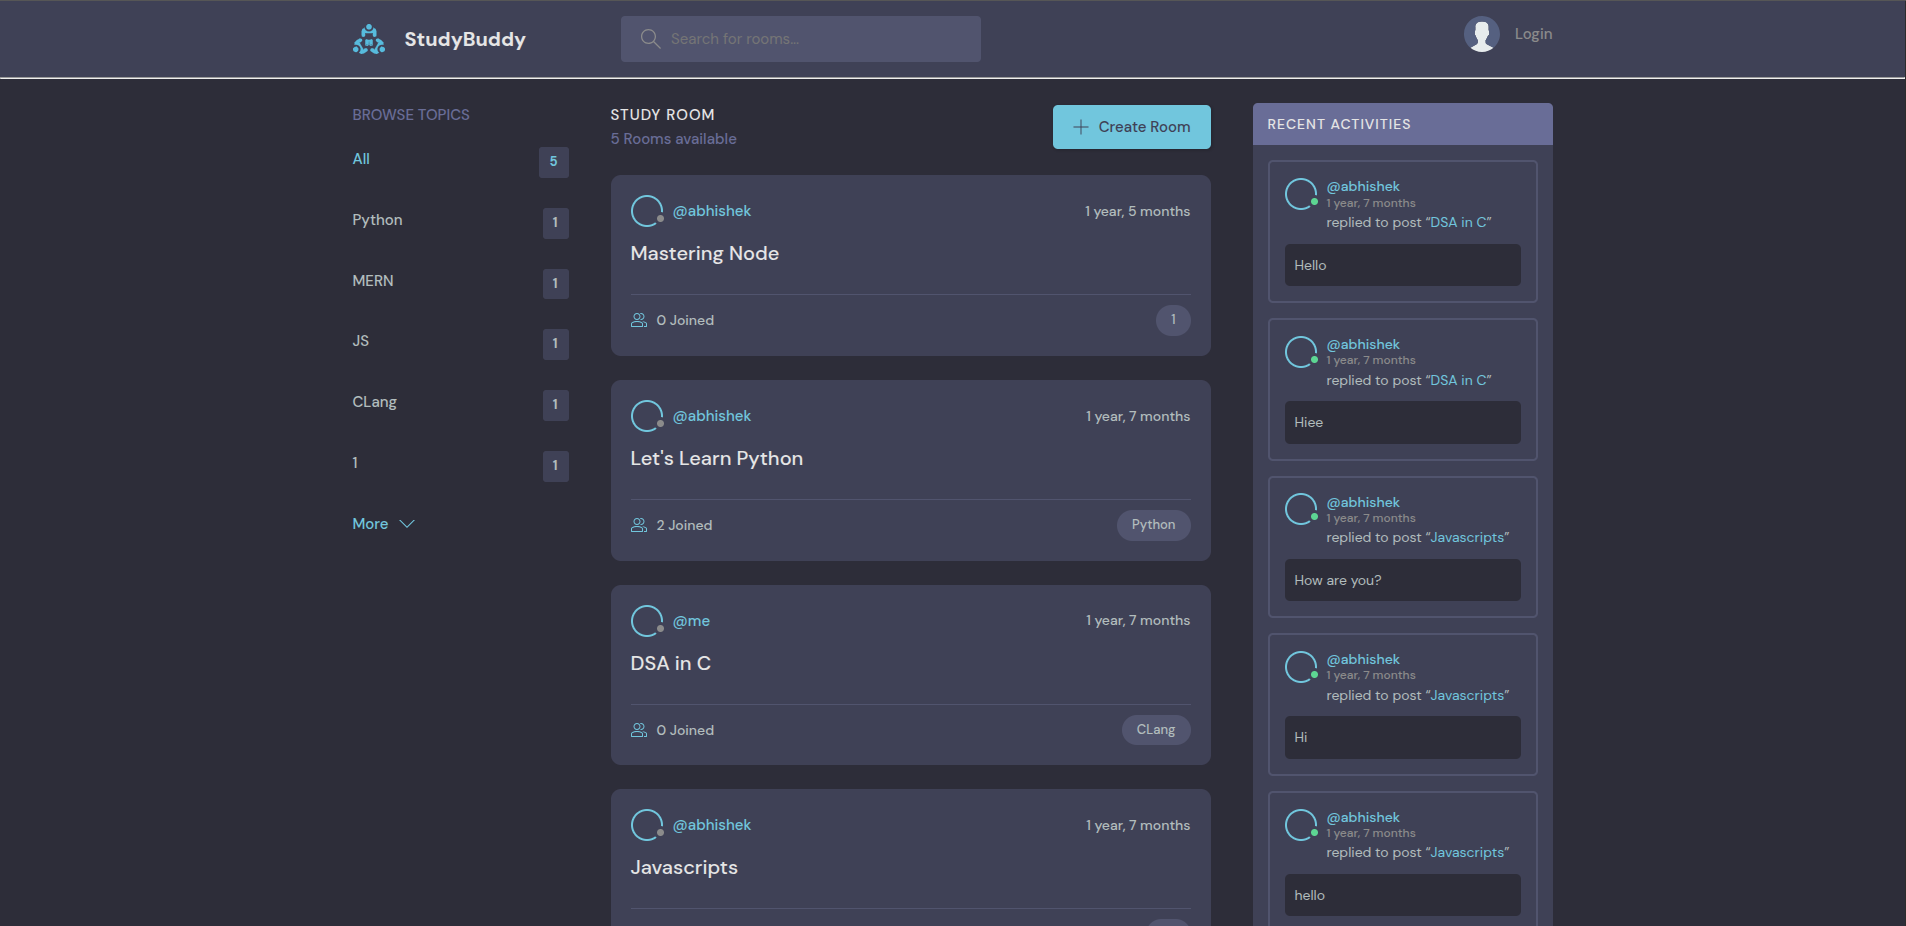 StudyBuddy
Search for rooms...
Login
BROWSE TOPICS
All 5
Python 1
MERN 1
JS 1
CLang 1
1 1
More
STUDY ROOM
5 Rooms available
Create Room
@abhishek 1 year, 5 months
Mastering Node
0 Joined 1
@abhishek 1 year, 7 months
Let's Learn Python
2 Joined Python
@me 1 year, 7 months
DSA in C
0 Joined CLang
@abhishek 1 year, 7 months
Javascripts
RECENT ACTIVITIES
@abhishek
1 year, 7 months
replied to post “DSA in C”
Hello
@abhishek
1 year, 7 months
replied to post “DSA in C”
Hiee
@abhishek
1 year, 7 months
replied to post “Javascripts”
How are you?
@abhishek
1 year, 7 months
replied to post “Javascripts”
Hi
@abhishek
1 year, 7 months
replied to post “Javascripts”
hello